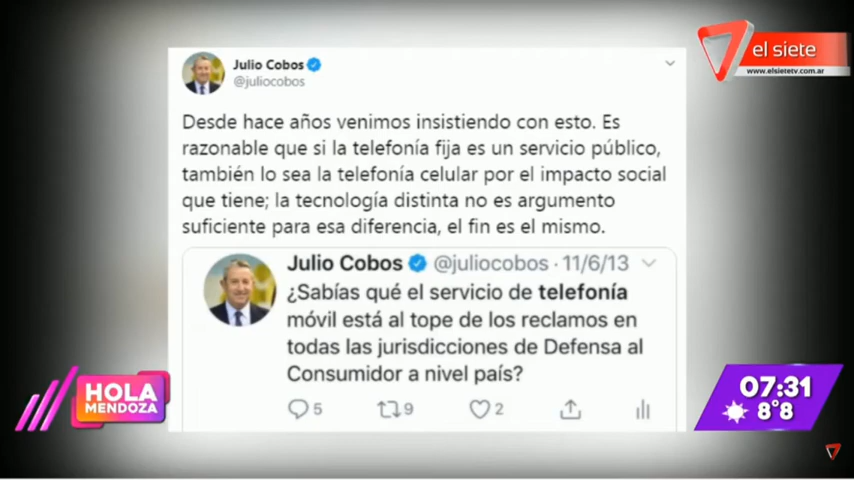 el siete
www.elsietetv.com.ar
Julio Cobos
@juliocobos
Desde hace años venimos insistiendo con esto. Es
razonable que si la telefonía fija es un servicio público,
también lo sea la telefonía celular por el impacto social
que tiene; la tecnología distinta no es argumento
suficiente para esa diferencia, el fin es el mismo.
Julio Cobos @juliocobos · 11/6/13
¿Sabías qué el servicio de telefonía
móvil está al tope de los reclamos en
todas las jurisdicciones de Defensa al
Consumidor a nivel país?
5 9 2
HOLA
MENDOZA
07:31
8°8